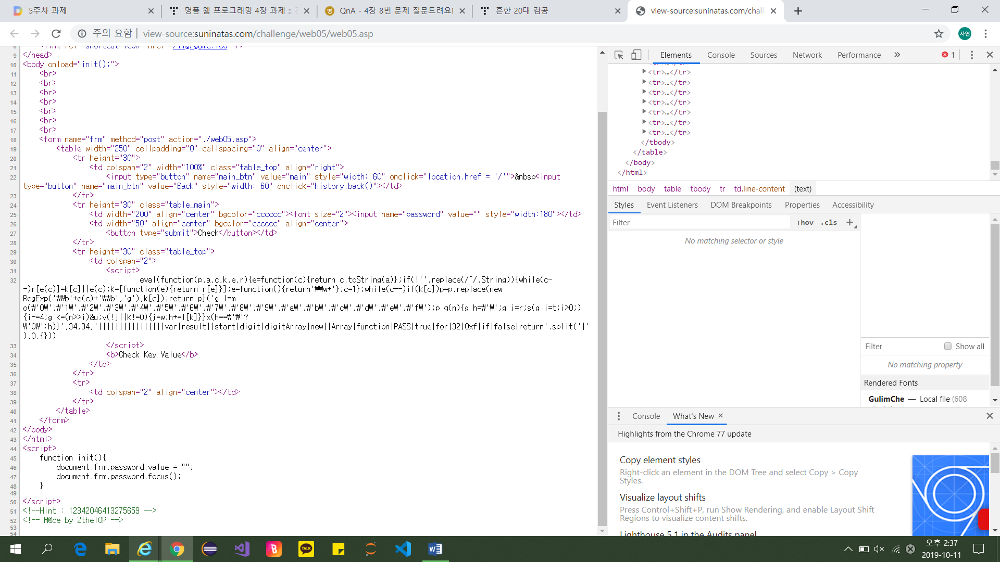 5주차 과제
명품 웹 프로그래밍 4장 과제 ::
QnA - 4장 8번 문제 질문드려요!
흔한 20대 컴공
view-source:suninatas.com/chall
주의 요함 | view-source:suninatas.com/challenge/web05/web05.asp
사연
9 </head>
10 <body onload="init();">
11 <br>
12 <br>
13 <br>
14 <br>
15 <br>
16 <br>
17 <br>
18 <form name="frm" method="post" action="./web05.asp">
19 <table width="250" cellpadding="0" cellspacing="0" align="center">
20 <tr height="30">
21 <td colspan="2" width="100%" class="table_top" align="right">
22 <input type="button" name="main_btn" value="main" style="width: 60" onclick="location.href = '/'">&nbsp<input
type="button" name="main_btn" value="Back" style="width: 60" onclick="history.back()"></td>
23 </tr>
24 <tr height="30" class="table_main">
25 <td width="200" align="center" bgcolor="cccccc"><font size="2"><input name="password" value="" style="width:180"></td>
26 <td width="50" align="center" bgcolor="cccccc" align="center">
27 <button type="submit">Check</button></td>
28 </tr>
29 <tr height="30" class="table_top">
30 <td colspan="2">
31 <script>
32 eval(function(p,a,c,k,e,r){e=function(c){return c.toString(a)};if(!''.replace(/^/,String)){while(c-
-)r[e(c)]=k[c]||e(c);k=[function(e){return r[e]}];e=function(){return'₩₩w+'};c=1};while(c--)if(k[c])p=p.replace(new
RegExp('₩₩b'+e(c)+'₩₩b','g'),k[c]);return p}('g l=m
o(₩'0₩',₩'1₩',₩'2₩',₩'3₩',₩'4₩',₩'5₩',₩'6₩',₩'7₩',₩'8₩',₩'9₩',₩'a₩',₩'b₩',₩'c₩',₩'d₩',₩'e₩',₩'f₩');p q(n){g h=₩'₩';g j=r;s(g i=t;i>0;)
{i-=4;g k=(n>>i)&u;v(!j||k!=0){j=w;h+=l[k]}}x(h==₩'₩'?
₩'0₩':h)}',34,34,'||||||||||||||||var|result||start|digit|digitArray|new||Array|function|PASS|true|for|32|0xf|if|false|return'.split('|'
),0,{}))
33 </script>
34 <b>Check Key Value</b>
35 </td>
36 </tr>
37 <tr>
38 <td colspan="2" align="center"></td>
39 </tr>
40 </table>
41 </form>
42 </body>
43 </html>
44 <script>
45 function init(){
46 document.frm.password.value = "";
47 document.frm.password.focus();
48 }
49
50 </script>
51 <!--Hint : 12342046413275659 -->
52 <!-- M@de by 2theTOP -->
53
54
Elements Console Sources Network Performance » 1
<tr>…</tr>
<tr>…</tr>
<tr>…</tr>
<tr>…</tr>
<tr>…</tr>
<tr>…</tr>
<tr>…</tr>
</tbody>
</table>
</body>
</html>
html body table tbody tr td.line-content (text)
Styles Event Listeners DOM Breakpoints Properties Accessibility
Filter :hov .cls +
No matching selector or style
Filter Show all
No matching property
Rendered Fonts
GulimChe — Local file (608
Console What's New
Highlights from the Chrome 77 update
Copy element styles
Right-click an element in the DOM Tree and select Copy > Copy
Styles.
Visualize layout shifts
Press Control+Shift+P, run Show Rendering, and enable Layout Shift
Regions to visualize content shifts.
Lighthouse 5.1 in the Audits panel
TALK
오후 2:37
2019-10-11